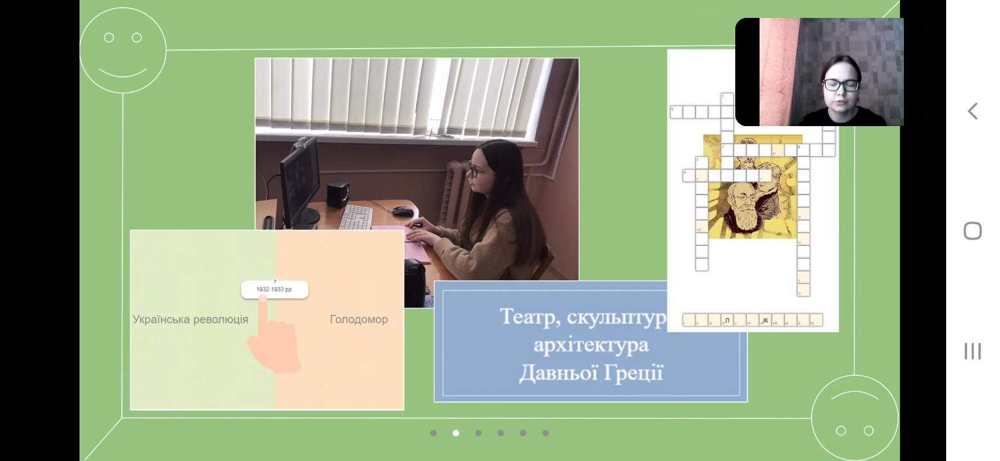 ?
1932-1933 рр.
Українська революція
Голодомор
Театр, скульптур
архітектура
Давньої Греції
Л
Ж